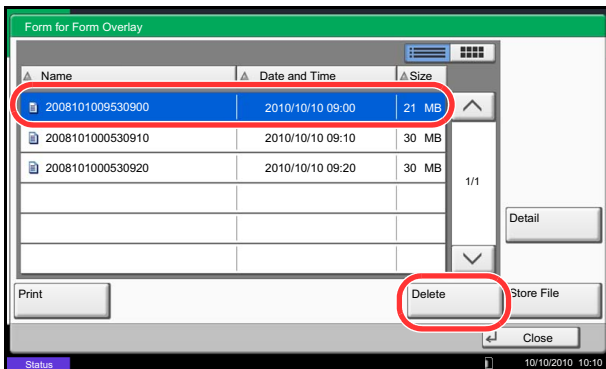 Form for Form Overlay
Name Date and Time Size
2008101009530900 2010/10/10 09:00 21 MB
2008101000530910 2010/10/10 09:10 30 MB
2008101000530920 2010/10/10 09:20 30 MB
1/1
Detail
Print Delete Store File
Close
Status 10/10/2010 10:10